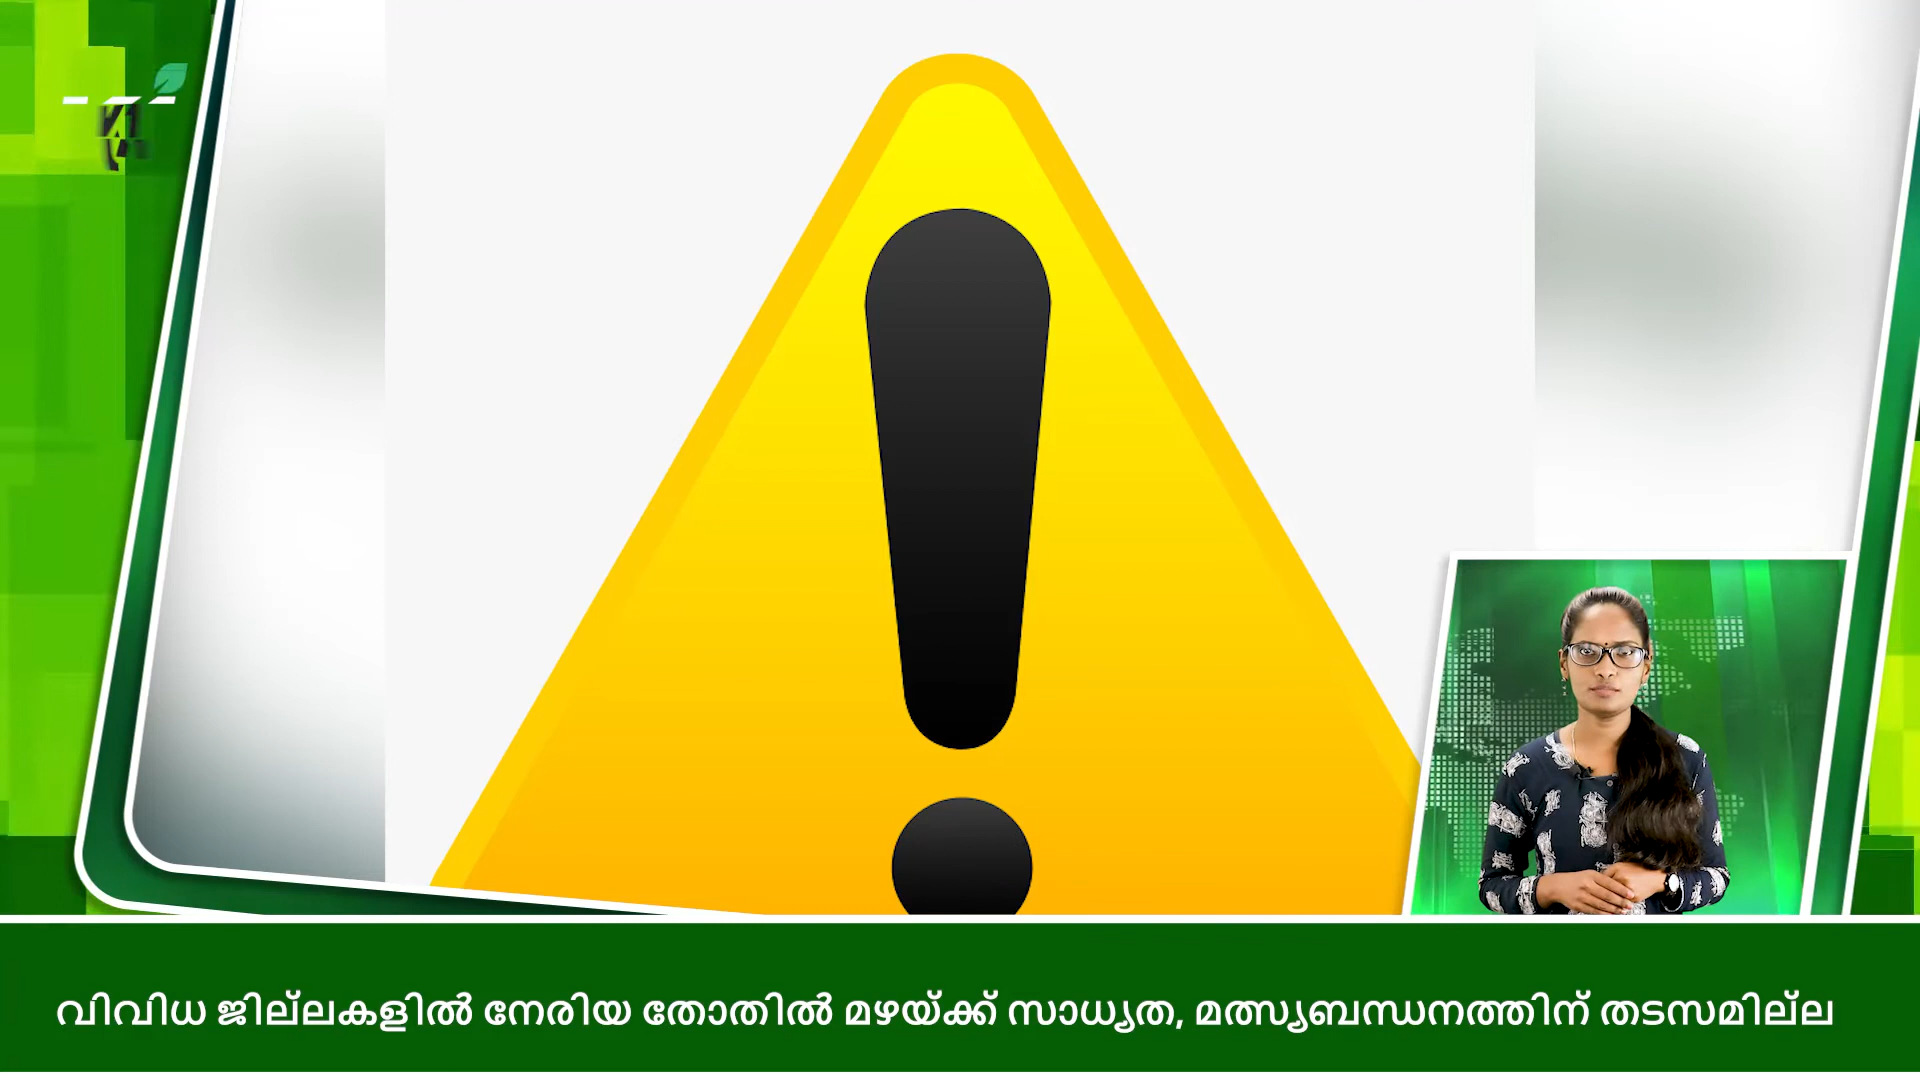 വിവിധ ജില്ലകളിൽ നേരിയ തോതിൽ മഴയ്ക്ക് സാധ്യത, മത്സ്യബന്ധനത്തിന് തടസമില്ല